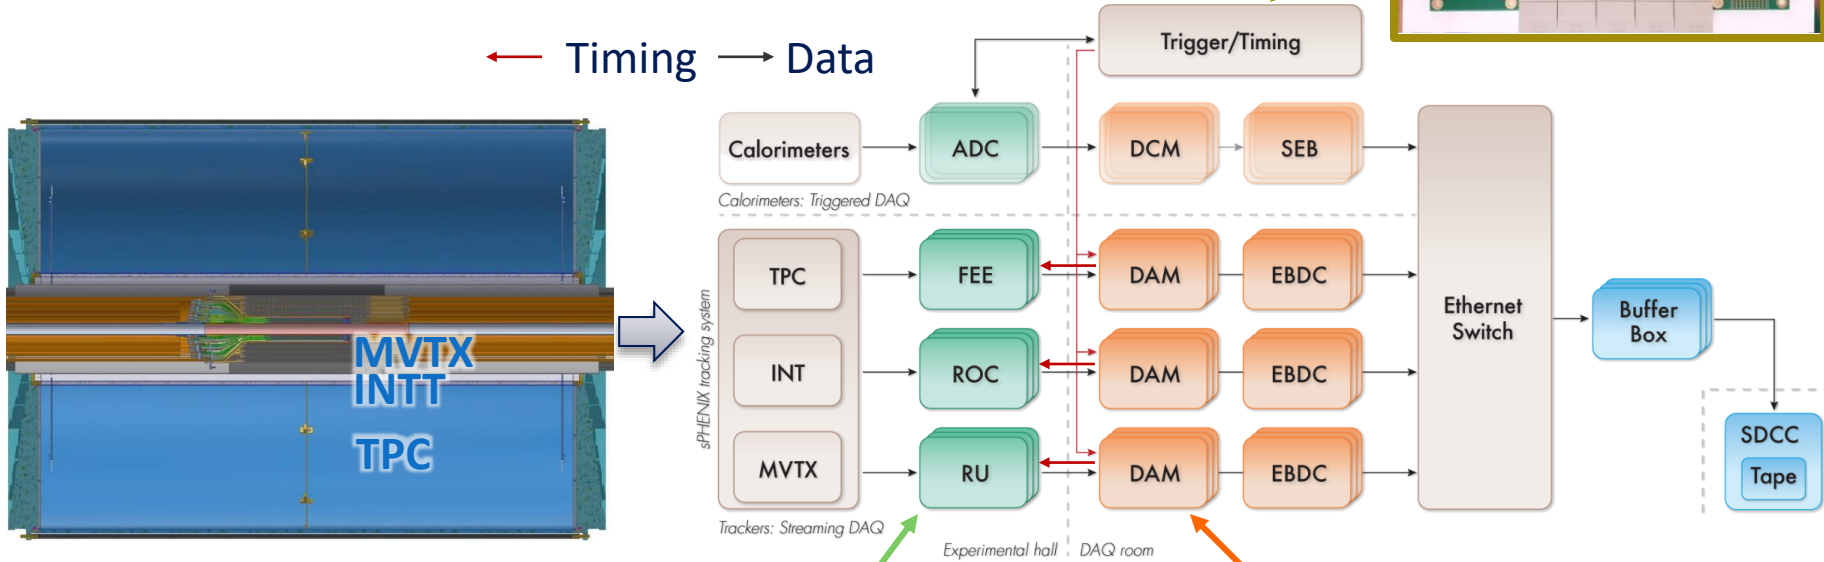 Timing
Data
MVTX
INTT
TPC
Trigger/Timing
Calorimeters
ADC
DCM
SEB
Calorimeters: Triggered DAQ
sPHENIX tracking system
TPC
FEE
DAM
EBDC
INT
ROC
DAM
EBDC
MVTX
RU
DAM
EBDC
Trackers: Streaming DAQ
Experimental hall
DAQ room
Ethernet
Switch
Buffer
Box
SDCC
Tape